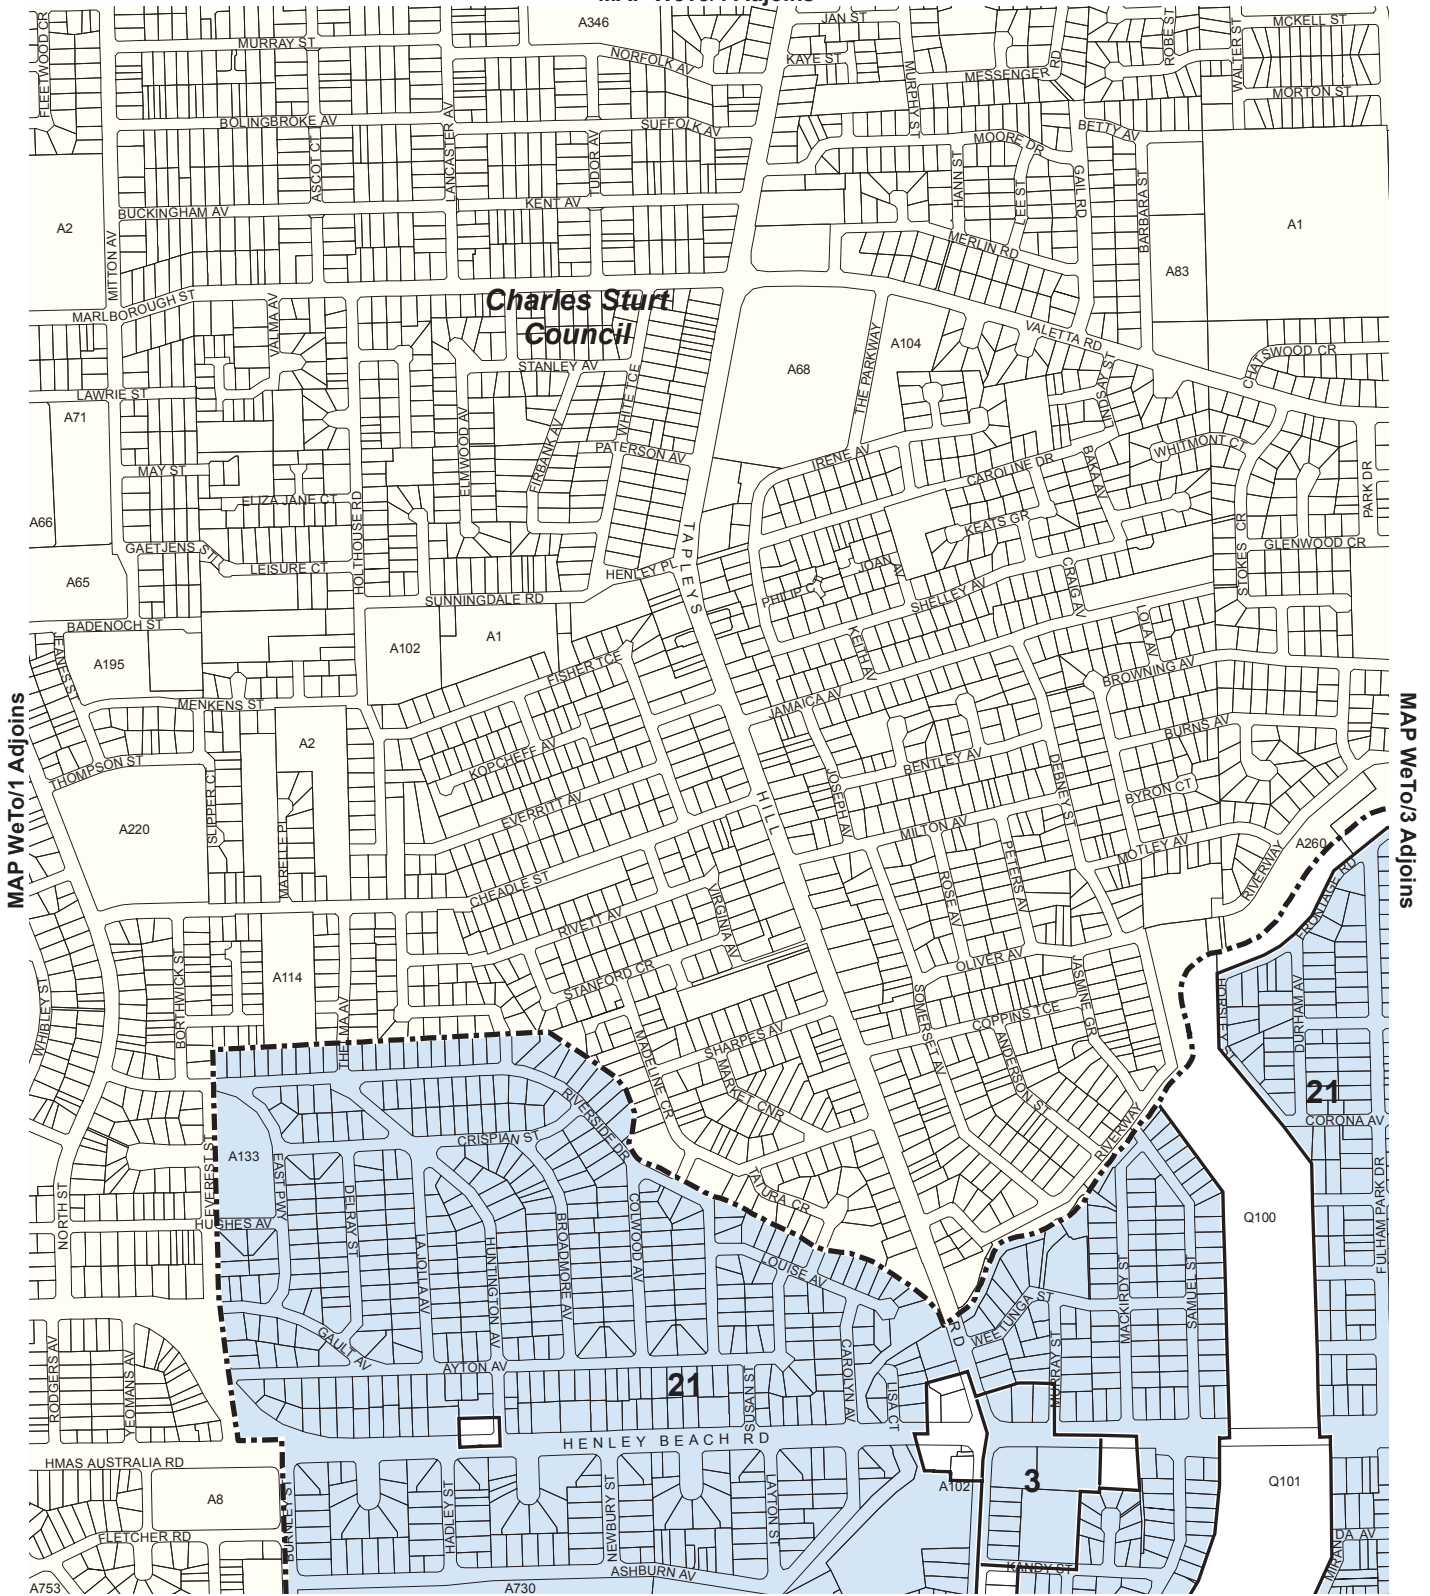 FLEETWOOD CR
MURRAY ST
A346
NORFOLK AV
JAN ST
KAYE ST
MURPHY ST
MESSENGER RD
ROBE ST
WALTER ST
MCKELL ST
MORTON ST
BOLINGBROKE AV
ASCOT CT
LANCASTER AV
TUDOR AV
SUFFOLK AV
BETTY AV
MOORE DR
HANN ST
LEE ST
GAIL RD
BARBARA ST
A2
MITTON AV
BUCKINGHAM AV
KENT AV
MERLIN RD
A1
A83
MARLBOROUGH ST
VALMA AV
Charles Sturt
Council
VALETTA RD
A68
THE PARKWAY
A104
LINDSAY ST
CHATSWOOD CR
STANLEY AV
WHITE TCE
LAWRIE ST
A71
ELMWOOD AV
FIRBANK AV
PATERSON AV
IRENE AV
CAROLINE DR
BAKA AV
WHITMONT CT
PARK DR
MAY ST
ELIZA JANE CT
HOLTHOUSE RD
A66
KEATS GR
STOKES CR
GLENWOOD CR
GAETJENS ST
LEISURE CT
A65
HENLEY PL
TAPLEYS
PHILIP CT
JOAN AV
SHELLEY AV
CRAIG AV
SUNNINGDALE RD
BADENOCH ST
A195
A102
A1
FISHER TCE
KEITH AV
LOLA AV
BROWNING AV
MENKENS ST
A2
JAMAICA AV
BURNS AV
MAP WeTo/1 Adjoins
MAP WeTo/3 Adjoins
THOMPSON ST
KOPCHEFF AV
BENTLEY AV
DEBNEY ST
BYRON CT
A220
EVERRITT AV
HILL
JOSEPH AV
MILTON AV
MOTLEY AV
A260
RIVERWAY
FRONTAGE RD
CHEADLE ST
ROSE AV
PETERS AV
RIVETT AV
VIRGINIA AV
OLIVER AV
STANFORD CR
A114
THELMA AV
BORTHWICK ST
WHIBLEY ST
SOMERSET AV
JASMINE GR
COPPINS TCE
ANDERSON ST
DURHAM AV
SHARPES AV
MADELINE CR
MARKET CNR
21
CORONA AV
RIVERSIDE DR
CRISPIAN ST
RIVERWAY
A133
EVEREST ST
EAST PWY
DELRAY ST
LA JOLLA AV
HUNTINGTON AV
BROADMORE AV
COLWOOD AV
TATURA CR
NORTH ST
HUGHES AV
LOUISE AV
Q100
FULHAM PARK DR
MACKIRDY ST
SAMUEL ST
RD
WEETUNGA ST
MURRAY ST
RODGERS AV
YEOMANS AV
GAULT AV
AYTON AV
21
SUSAN ST
CAROLYN AV
LISA CT
HENLEY BEACH RD
HMAS AUSTRALIA RD
A8
BURNLEY ST
HADLEY ST
NEWBURY ST
LAYTON ST
A102
3
Q101
FLETCHER RD
ASHBURN AV
KANDY ST
A753
A730